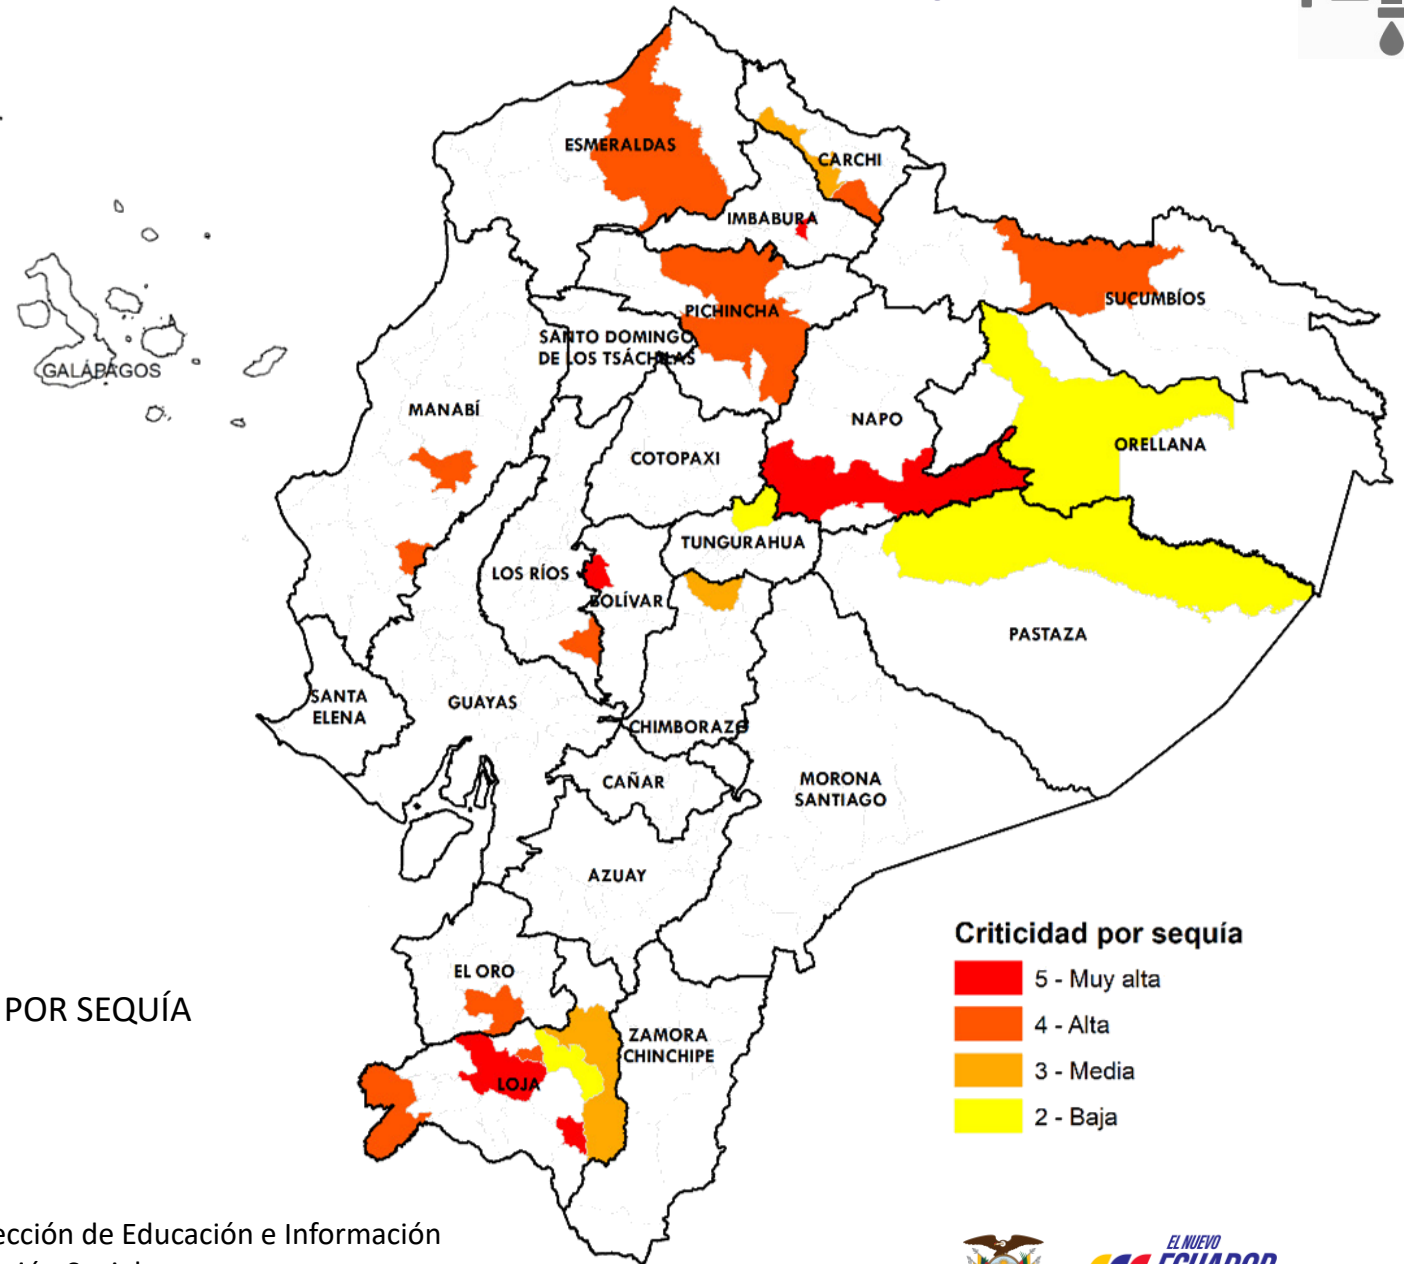 ESMERALDAS
CARCHI
IMBABURA
SUCUMBÍOS
PICHINCHA
SANTO DOMINGO
DE LOS TSÁCHILAS
GALÁPAGOS
MANABÍ
NAPO
ORELLANA
COTOPAXI
TUNGURAHUA
LOS RÍOS
BOLÍVAR
PASTAZA
SANTA
ELENA
GUAYAS
CHIMBORAZO
CAÑAR
MORONA
SANTIAGO
AZUAY
Criticidad por sequía
5 - Muy alta
4 - Alta
3 - Media
2 - Baja
EL ORO
POR SEQUÍA
ZAMORA
CHINCHIPE
LOJA
ección de Educación e Información
EL NUEVO
ECUADOR